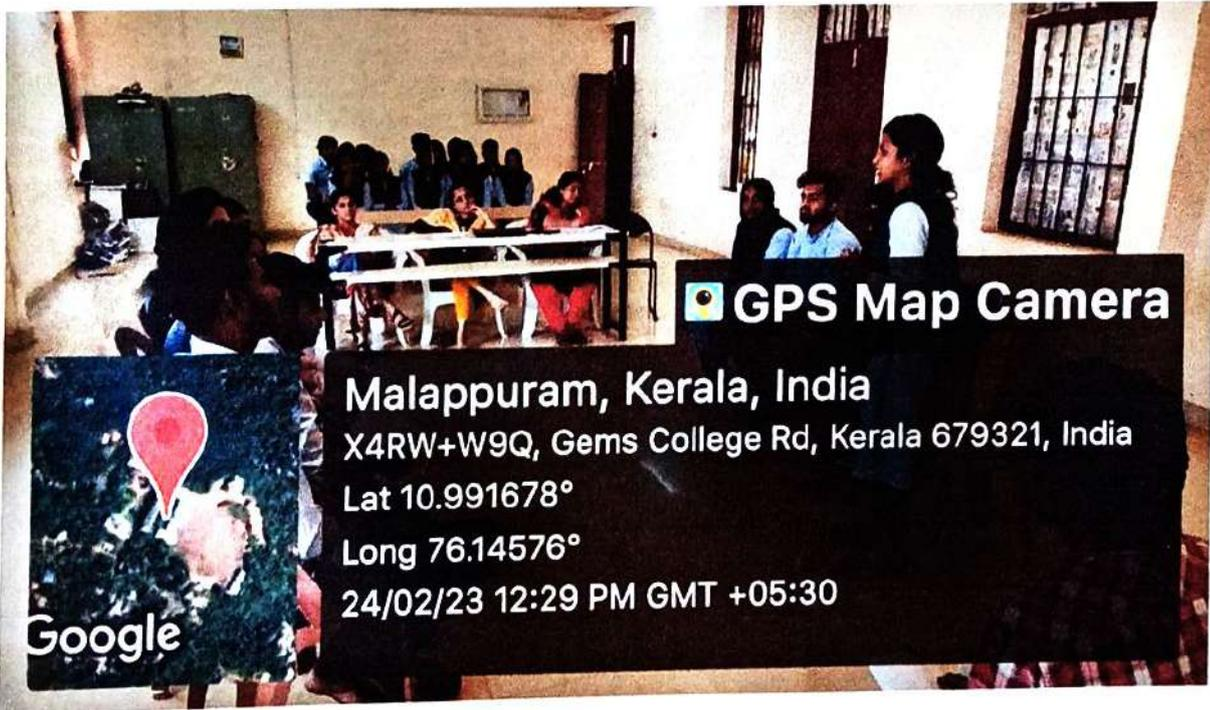 GPS Map Camera
Malappuram, Kerala, India
X4RW+W9Q, Gems College Rd, Kerala 679321, India
Lat 10.991678°
Long 76.14576°
24/02/23 12:29 PM GMT +05:30
Google